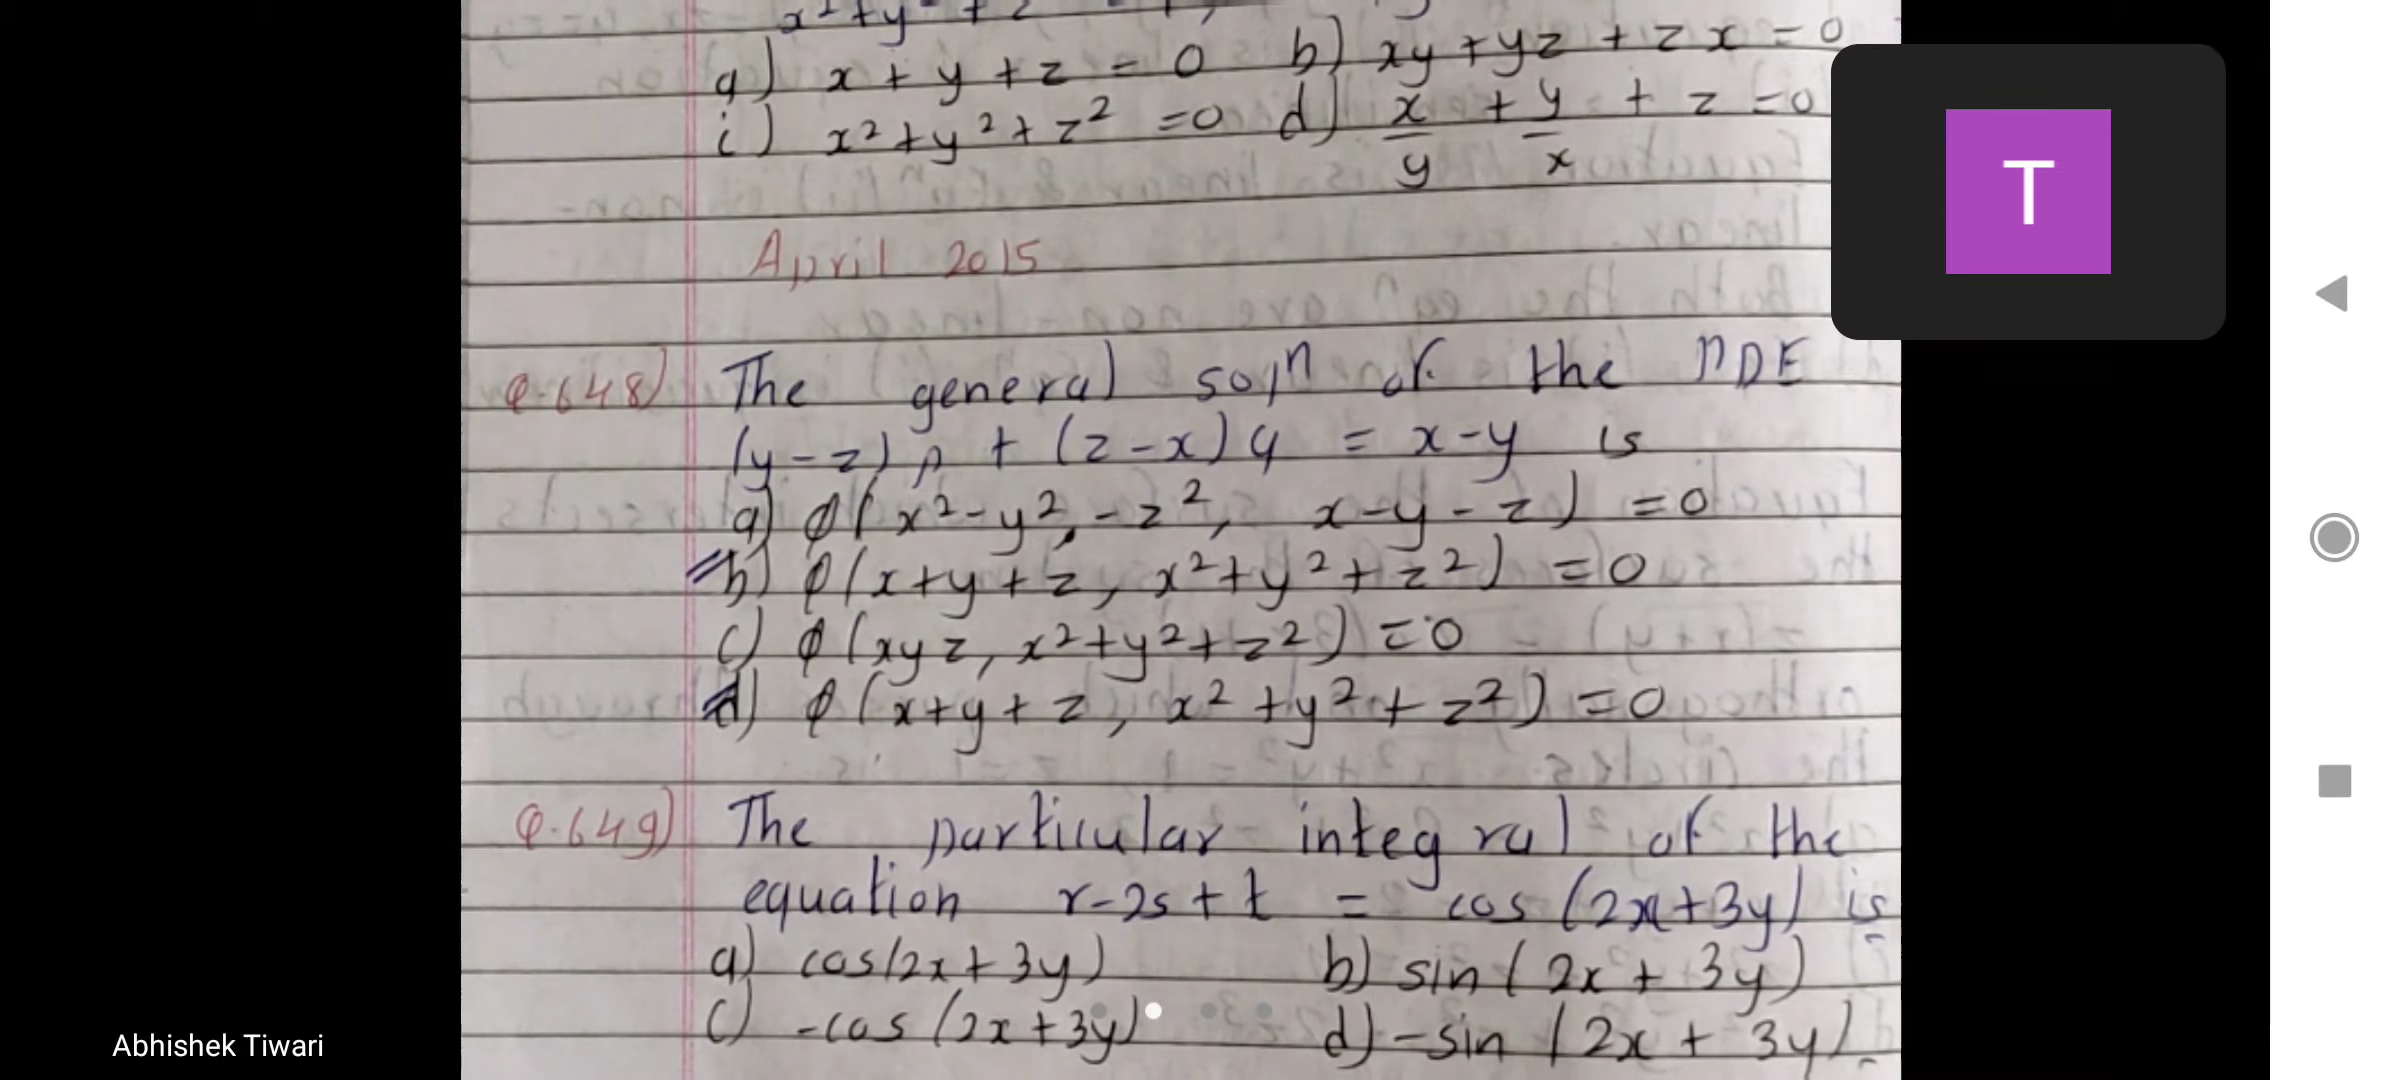 a) x + y + z = 0 b) xy + yz + zx = 0
c) x² + y² + z² = 0 d) x/y + y/x + z = 0
T
April 2015
Q.648) The general solⁿ of the PDE
(y-z) p + (z-x) q = x-y is
a) φ(x²-y²-z², x-y-z) = 0
b) φ(x+y+z, x²+y²+z²) = 0
c) φ(xyz, x²+y²+z²) = 0
d) φ(x+y+z, x²+y²+z²) = 0
Q.649) The particular integral of the
equation r-2s+t = cos(2x+3y) is
a) cos(2x+3y) b) sin(2x+3y)
c) -cos(2x+3y) d) -sin(2x+3y).
Abhishek Tiwari